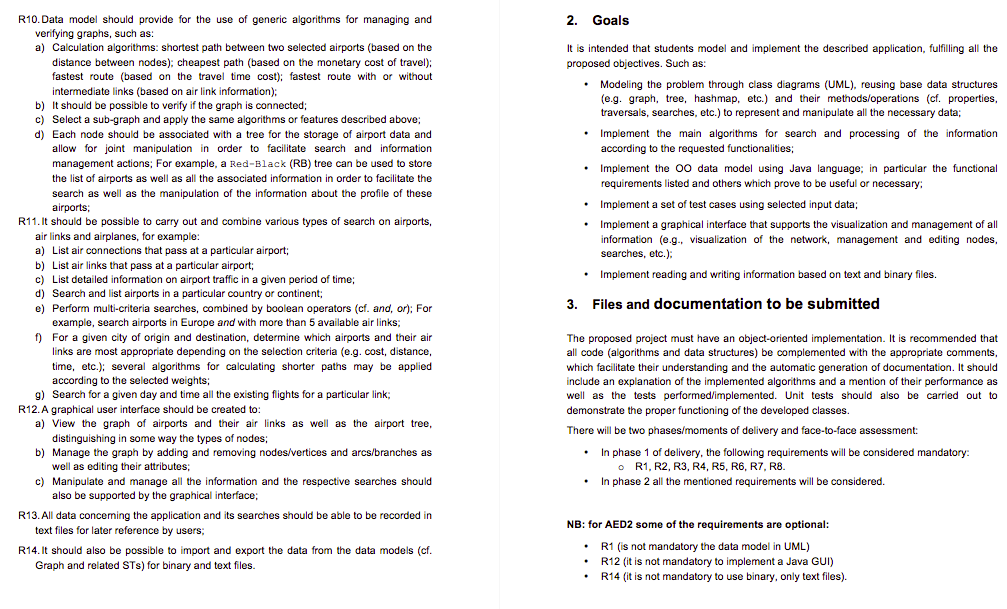 R10. Data model should provide for the use of generic algorithms for managing and
verifying graphs, such as:
a) Calculation algorithms: shortest path between two selected airports (based on the
distance between nodes); cheapest path (based on the monetary cost of travel);
fastest route (based on the travel time cost); fastest route with or without
intermediate links (based on air link information);
b) It should be possible to verify if the graph is connected;
c) Select a sub-graph and apply the same algorithms or features described above;
d) Each node should be associated with a tree for the storage of airport data and
allow for joint manipulation in order to facilitate search and information
management actions; For example, a Red-Black (RB) tree can be used to store
the list of airports as well as all the associated information in order to facilitate the
search as well as the manipulation of the information about the profile of these
airports;
R11. It should be possible to carry out and combine various types of search on airports,
air links and airplanes, for example:
a) List air connections that pass at a particular airport;
b) List air links that pass at a particular airport;
c) List detailed information on airport traffic in a given period of time;
d) Search and list airports in a particular country or continent;
e) Perform multi-criteria searches, combined by boolean operators (cf. and, or); For
example, search airports in Europe and with more than 5 available air links;
f) For a given city of origin and destination, determine which airports and their air
links are most appropriate depending on the selection criteria (e.g. cost, distance,
time, etc.); several algorithms for calculating shorter paths may be applied
according to the selected weights;
g) Search for a given day and time all the existing flights for a particular link;
R12. A graphical user interface should be created to:
a) View the graph of airports and their air links as well as the airport tree,
distinguishing in some way the types of nodes;
b) Manage the graph by adding and removing nodes/vertices and arcs/branches as
well as editing their attributes;
c) Manipulate and manage all the information and the respective searches should
also be supported by the graphical interface;
R13. All data concerning the application and its searches should be able to be recorded in
text files for later reference by users;
R14. It should also be possible to import and export the data from the data models (cf.
Graph and related STs) for binary and text files.
2. Goals
It is intended that students model and implement the described application, fulfilling all the
proposed objectives. Such as:
• Modeling the problem through class diagrams (UML), reusing base data structures
(e.g. graph, tree, hashmap, etc.) and their methods/operations (cf. properties,
traversals, searches, etc.) to represent and manipulate all the necessary data;
• Implement the main algorithms for search and processing of the information
according to the requested functionalities;
• Implement the OO data model using Java language; in particular the functional
requirements listed and others which prove to be useful or necessary;
• Implement a set of test cases using selected input data;
• Implement a graphical interface that supports the visualization and management of all
information (e.g., visualization of the network, management and editing nodes,
searches, etc.);
• Implement reading and writing information based on text and binary files.
3. Files and documentation to be submitted
The proposed project must have an object-oriented implementation. It is recommended that
all code (algorithms and data structures) be complemented with the appropriate comments,
which facilitate their understanding and the automatic generation of documentation. It should
include an explanation of the implemented algorithms and a mention of their performance as
well as the tests performed/implemented. Unit tests should also be carried out to
demonstrate the proper functioning of the developed classes.
There will be two phases/moments of delivery and face-to-face assessment:
• In phase 1 of delivery, the following requirements will be considered mandatory:
o R1, R2, R3, R4, R5, R6, R7, R8.
• In phase 2 all the mentioned requirements will be considered.
NB: for AED2 some of the requirements are optional:
• R1 (is not mandatory the data model in UML)
• R12 (it is not mandatory to implement a Java GUI)
• R14 (it is not mandatory to use binary, only text files).